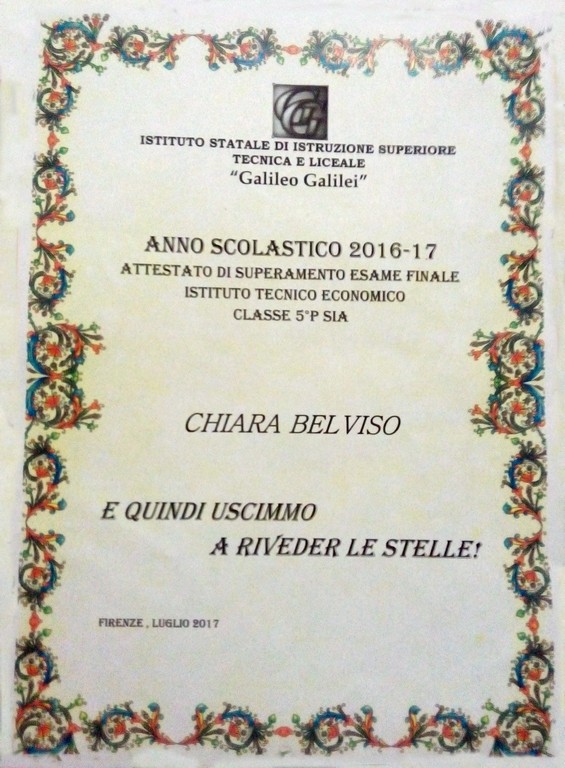 ISTITUTO STATALE DI ISTRUZIONE SUPERIORE
TECNICA E LICEALE
“Galileo Galilei”
ANNO SCOLASTICO 2016-17
ATTESTATO DI SUPERAMENTO ESAME FINALE
ISTITUTO TECNICO ECONOMICO
CLASSE 5°P SIA
CHIARA BELVISO
E QUINDI USCIMMO
A RIVEDER LE STELLE!
FIRENZE , LUGLIO 2017